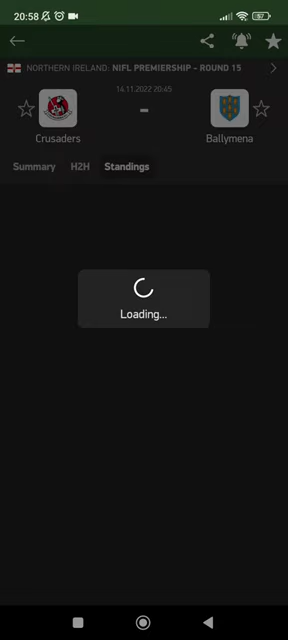 20:58
57
NORTHERN IRELAND: NIFL PREMIERSHIP - ROUND 15
14.11.2022 20:45
-
Crusaders
Ballymena
Summary H2H Standings
Loading...